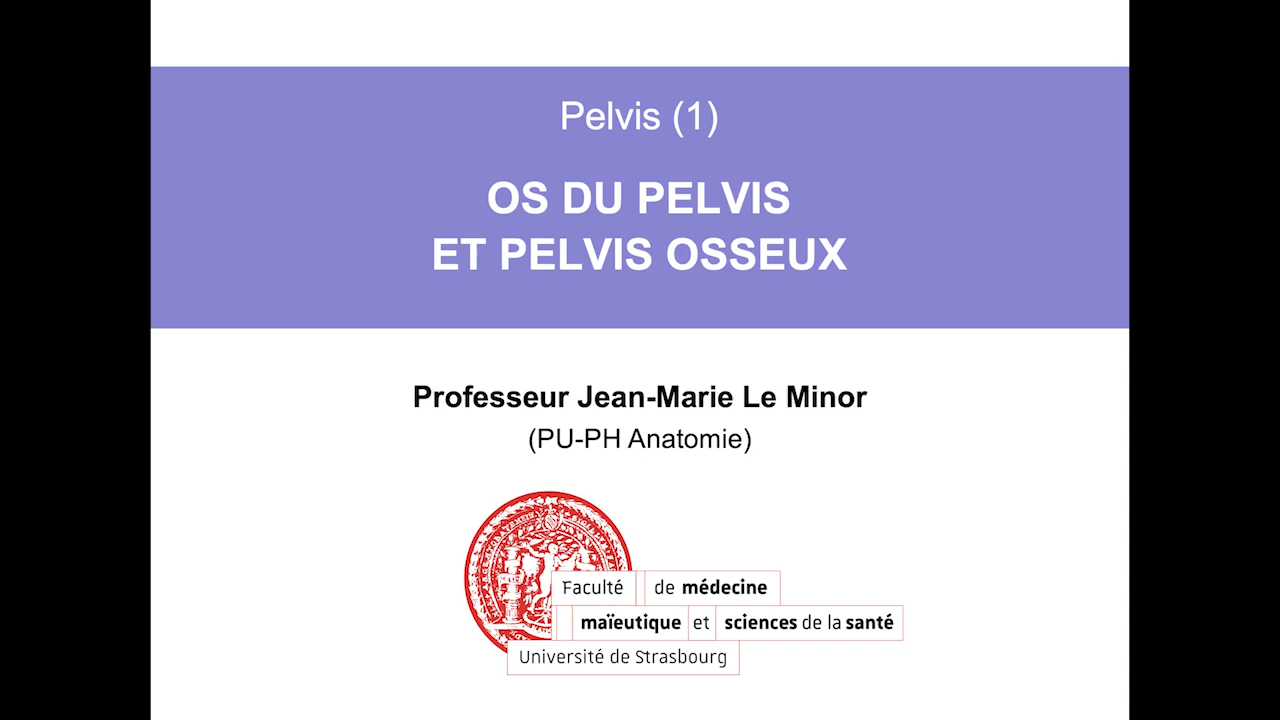 Pelvis (1)
OS DU PELVIS
ET PELVIS OSSEUX
Professeur Jean-Marie Le Minor
(PU-PH Anatomie)
Faculté de médecine
maïeutique et sciences de la santé
Université de Strasbourg